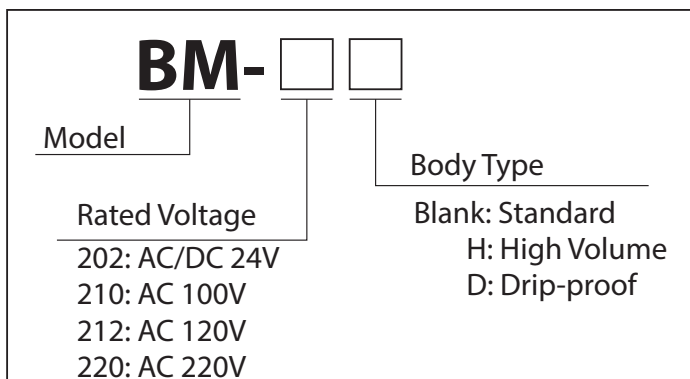 BM-□□
Model
Rated Voltage
202: AC/DC 24V
210: AC 100V
212: AC 120V
220: AC 220V
Body Type
Blank: Standard
H: High Volume
D: Drip-proof